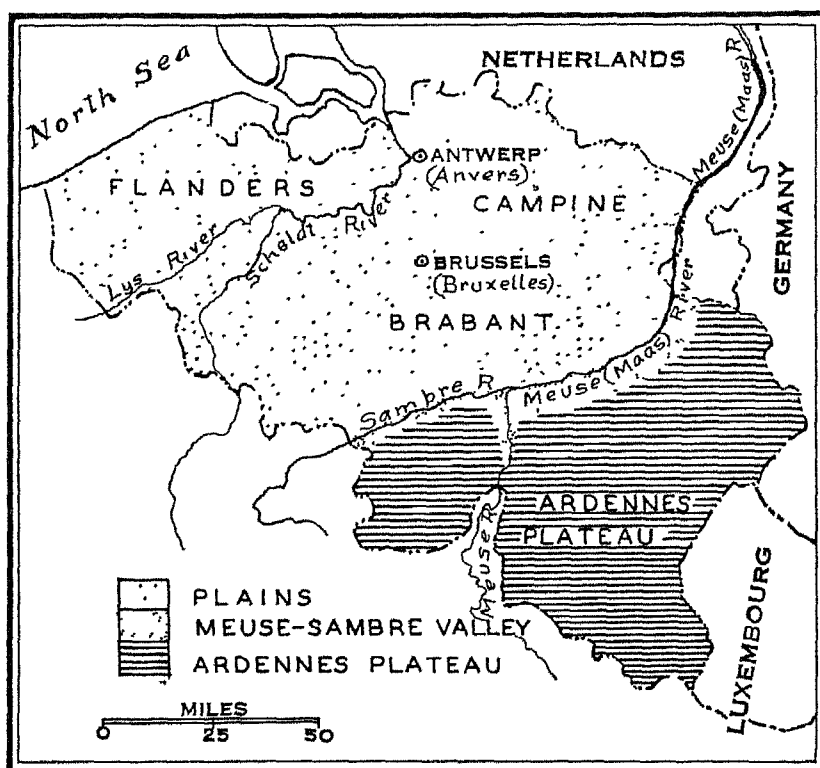 North Sea
NETHERLANDS
Meuse (Maas) R
ANTWERP
(Anvers)
FLANDERS
CAMPINE
GERMANY
Lys River
Scheldt River
BRUSSELS
(Bruxelles)
BRABANT
River
Meuse (Maas)
Sambre R
ARDENNES
PLATEAU
Meuse R
LUXEMBOURG
PLAINS
MEUSE-SAMBRE VALLEY
ARDENNES PLATEAU
MILES
0 25 50